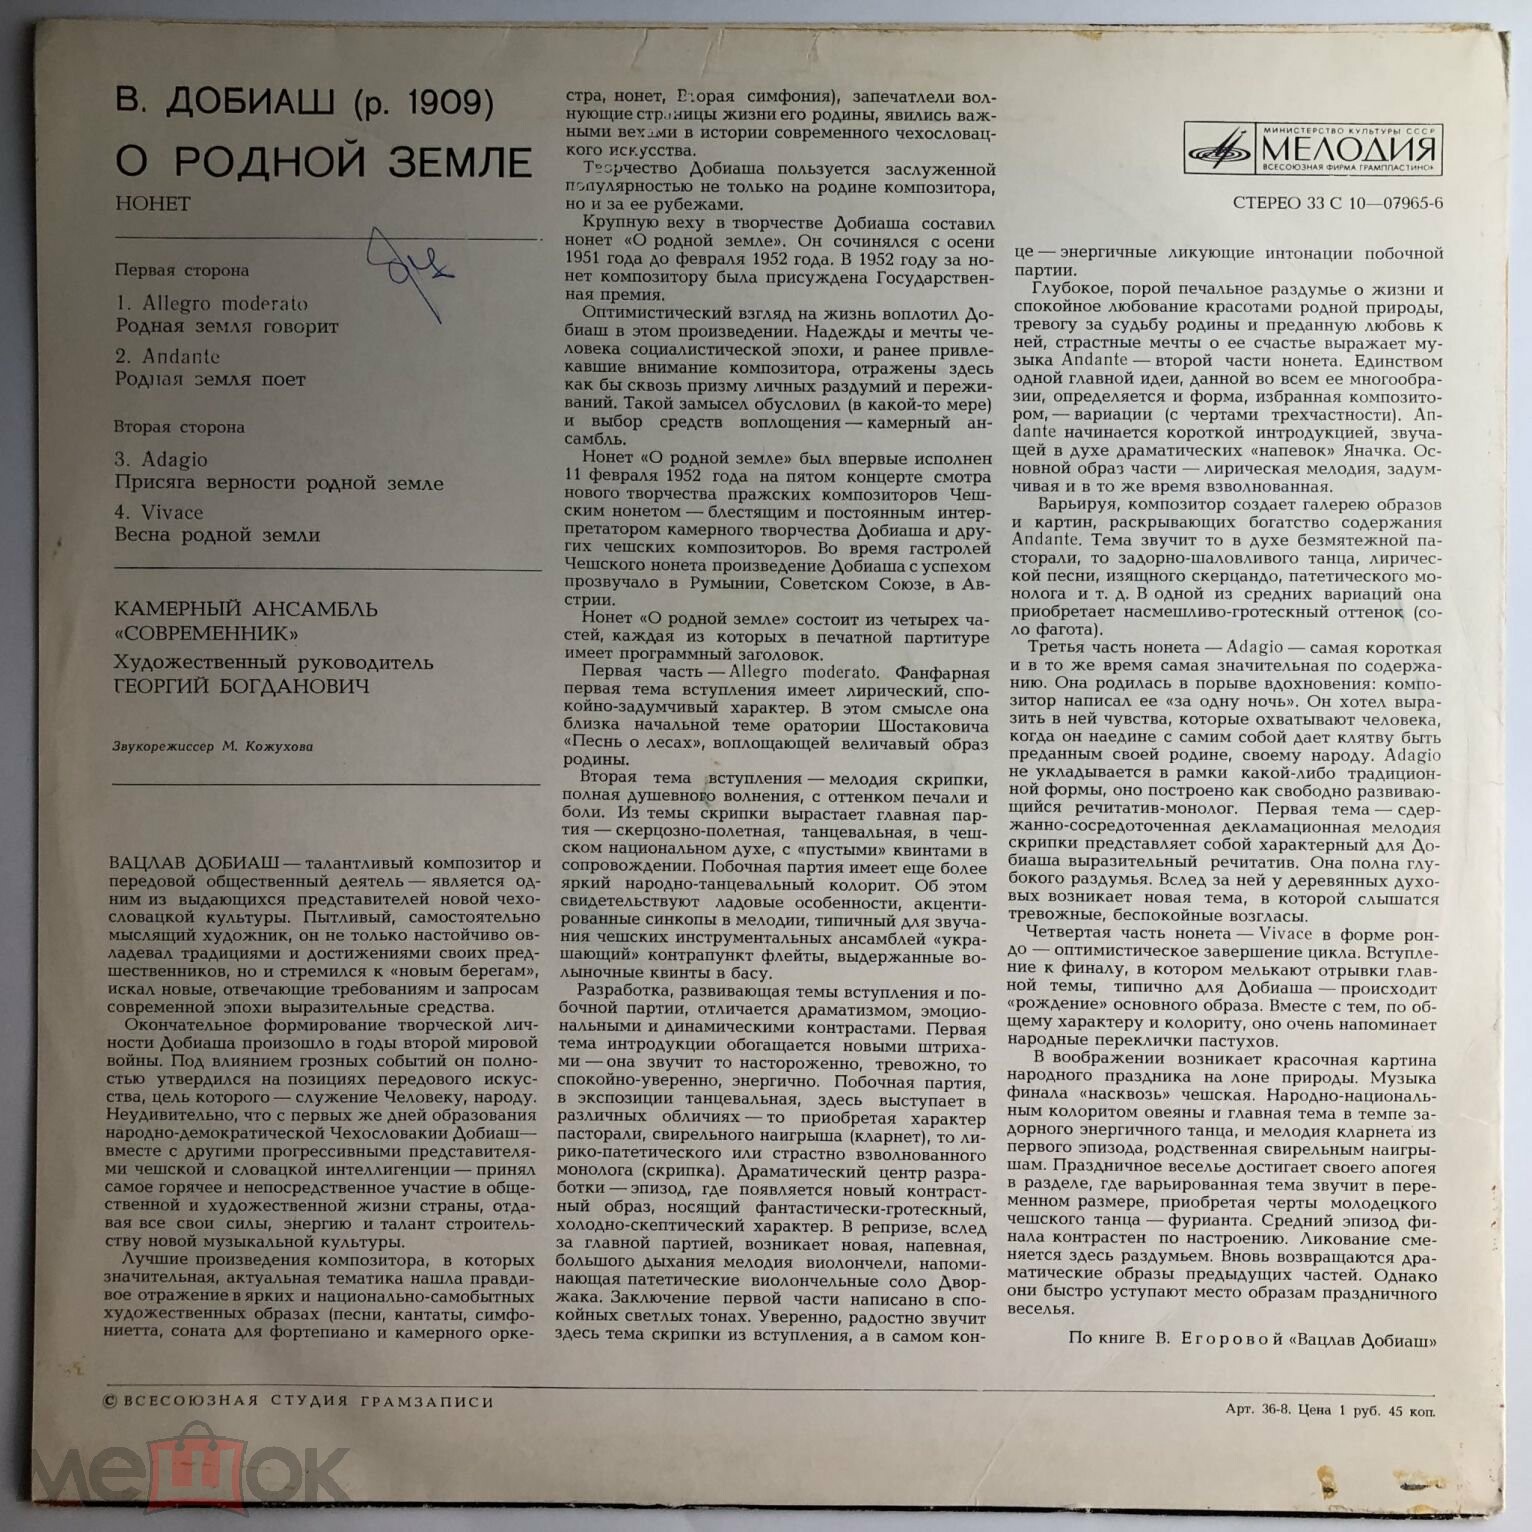 В. ДОБИАШ (р. 1909)
О РОДНОЙ ЗЕМЛЕ
НОНЕТ
Первая сторона
1. Allegro moderato
Родная земля говорит
2. Andante
Родная земля поет
Вторая сторона
3. Adagio
Присяга верности родной земле
4. Vivace
Весна родной земли
КАМЕРНЫЙ АНСАМБЛЬ
«СОВРЕМЕННИК»
Художественный руководитель
ГЕОРГИЙ БОГДАНОВИЧ
Звукорежиссер М. Кожухова
ВАЦЛАВ ДОБИАШ — талантливый композитор и
передовой общественный деятель — является од-
ним из выдающихся представителей новой чехо-
словацкой культуры. Пытливый, самостоятельно
мыслящий художник, он не только настойчиво ов-
ладевал традициями и достижениями своих пред-
шественников, но и стремился к «новым берегам»,
искал новые, отвечающие требованиям и запросам
современной эпохи выразительные средства.
Окончательное формирование творческой лич-
ности Добиаша произошло в годы второй мировой
войны. Под влиянием грозных событий он полно-
стью утвердился на позициях передового искус-
ства, цель которого — служение Человеку, народу.
Неудивительно, что с первых же дней образования
народно-демократической Чехословакии Добиаш—
вместе с другими прогрессивными представителя-
ми чешской и словацкой интеллигенции — принял
самое горячее и непосредственное участие в обще-
ственной и художественной жизни страны, отда-
вая все свои силы, энергию и талант строитель-
ству новой музыкальной культуры.
Лучшие произведения композитора, в которых
значительная, актуальная тематика нашла правди-
вое отражение в ярких и национально-самобытных
художественных образах (песни, кантаты, симфо-
ниетта, соната для фортепиано и камерного орке-
стра, нонет, Вторая симфония), запечатлели вол-
нующие страницы жизни его родины, явились важ-
ными вехами в истории современного чехословац-
кого искусства.
Творчество Добиаша пользуется заслуженной
популярностью не только на родине композитора,
но и за ее рубежами.
Крупную веху в творчестве Добиаша составил
нонет «О родной земле». Он сочинялся с осени
1951 года до февраля 1952 года. В 1952 году за но-
нет композитору была присуждена Государствен-
ная премия.
Оптимистический взгляд на жизнь воплотил До-
биаш в этом произведении. Надежды и мечты че-
ловека социалистической эпохи, и ранее привле-
кавшие внимание композитора, отражены здесь
как бы сквозь призму личных раздумий и пережи-
ваний. Такой замысел обусловил (в какой-то мере)
и выбор средств воплощения — камерный ан-
самбль.
Нонет «О родной земле» был впервые исполнен
11 февраля 1952 года на пятом концерте смотра
нового творчества пражских композиторов Чеш-
ским нонетом — блестящим и постоянным интер-
претатором камерного творчества Добиаша и дру-
гих чешских композиторов. Во время гастролей
Чешского нонета произведение Добиаша с успехом
прозвучало в Румынии, Советском Союзе, в Ав-
стрии.
Нонет «О родной земле» состоит из четырех ча-
стей, каждая из которых в печатной партитуре
имеет программный заголовок.
Первая часть — Allegro moderato. Фанфарная
первая тема вступления имеет лирический, спо-
койно-задумчивый характер. В этом смысле она
близка начальной теме оратории Шостаковича
«Песнь о лесах», воплощающей величавый образ
родины.
Вторая тема вступления — мелодия скрипки,
полная душевного волнения, с оттенком печали и
боли. Из темы скрипки вырастает главная пар-
тия — скерцозно-полетная, танцевальная, в чеш-
ском национальном духе, с «пустыми» квинтами в
сопровождении. Побочная партия имеет еще более
яркий народно-танцевальный колорит. Об этом
свидетельствуют ладовые особенности, акценти-
рованные синкопы в мелодии, типичный для звуча-
ния чешских инструментальных ансамблей «укра-
шающий» контрапункт флейты, выдержанные во-
лыночные квинты в басу.
Разработка, развивающая темы вступления и по-
бочной партии, отличается драматизмом, эмоцио-
нальными и динамическими контрастами. Первая
тема интродукции обогащается новыми штриха-
ми — она звучит то настороженно, тревожно, то
спокойно-уверенно, энергично. Побочная партия,
в экспозиции танцевальная, здесь выступает в
различных обличиях — то приобретая характер
пасторали, свирельного наигрыша (кларнет), то ли-
рико-патетического или страстно взволнованного
монолога (скрипка). Драматический центр разра-
ботки — эпизод, где появляется новый контраст-
ный образ, носящий фантастически-гротескный,
холодно-скептический характер. В репризе, вслед
за главной партией, возникает новая, напевная,
большого дыхания мелодия виолончели, напоми-
нающая патетические виолончельные соло Двор-
жака. Заключение первой части написано в спо-
койных светлых тонах. Уверенно, радостно звучит
здесь тема скрипки из вступления, а в самом кон-
МИНИСТЕРСТВО КУЛЬТУРЫ СССР
МЕЛОДИЯ
ВСЕСОЮЗНАЯ ФИРМА ГРАМПЛАСТИНОК
СТЕРЕО 33 С 10—07965-6
це — энергичные ликующие интонации побочной
партии.
Глубокое, порой печальное раздумье о жизни и
спокойное любование красотами родной природы,
тревогу за судьбу родины и преданную любовь к
ней, страстные мечты о ее счастье выражает му-
зыка Andante — второй части нонета. Единством
одной главной идеи, данной во всем ее многообра-
зии, определяется и форма, избранная композито-
ром, — вариации (с чертами трехчастности). An-
dante начинается короткой интродукцией, звуча-
щей в духе драматических «напевок» Яначка. Ос-
новной образ части — лирическая мелодия, задум-
чивая и в то же время взволнованная.
Варьируя, композитор создает галерею образов
и картин, раскрывающих богатство содержания
Andante. Тема звучит то в духе безмятежной па-
сторали, то задорно-шаловливого танца, лиричес-
кой песни, изящного скерцандо, патетического мо-
нолога и т. д. В одной из средних вариаций она
приобретает насмешливо-гротескный оттенок (со-
ло фагота).
Третья часть нонета — Adagio — самая короткая
и в то же время самая значительная по содержа-
нию. Она родилась в порыве вдохновения: компо-
зитор написал ее «за одну ночь». Он хотел выра-
зить в ней чувства, которые охватывают человека,
когда он наедине с самим собой дает клятву быть
преданным своей родине, своему народу. Adagio
не укладывается в рамки какой-либо традицион-
ной формы, оно построено как свободно развиваю-
щийся речитатив-монолог. Первая тема — сдер-
жанно-сосредоточенная декламационная мелодия
скрипки представляет собой характерный для До-
биаша выразительный речитатив. Она полна глу-
бокого раздумья. Вслед за ней у деревянных духо-
вых возникает новая тема, в которой слышатся
тревожные, беспокойные возгласы.
Четвертая часть нонета — Vivace в форме рон-
до — оптимистическое завершение цикла. Вступле-
ние к финалу, в котором мелькают отрывки глав-
ной темы, типично для Добиаша — происходит
«рождение» основного образа. Вместе с тем, по об-
щему характеру и колориту, оно очень напоминает
народные переклички пастухов.
В воображении возникает красочная картина
народного праздника на лоне природы. Музыка
финала «насквозь» чешская. Народно-националь-
ным колоритом овеяны и главная тема в темпе за-
дорного энергичного танца, и мелодия кларнета из
первого эпизода, родственная свирельным наигры-
шам. Праздничное веселье достигает своего апогея
в разделе, где варьированная тема звучит в пере-
менном размере, приобретая черты молодецкого
чешского танца — фурианта. Средний эпизод фи-
нала контрастен по настроению. Ликование сме-
няется здесь раздумьем. Вновь возвращаются дра-
матические образы предыдущих частей. Однако
они быстро уступают место образам праздничного
веселья.
По книге В. Егоровой «Вацлав Добиаш»
© ВСЕСОЮЗНАЯ СТУДИЯ ГРАМЗАПИСИ
Арт. 36-8. Цена 1 руб. 45 коп.
мешок